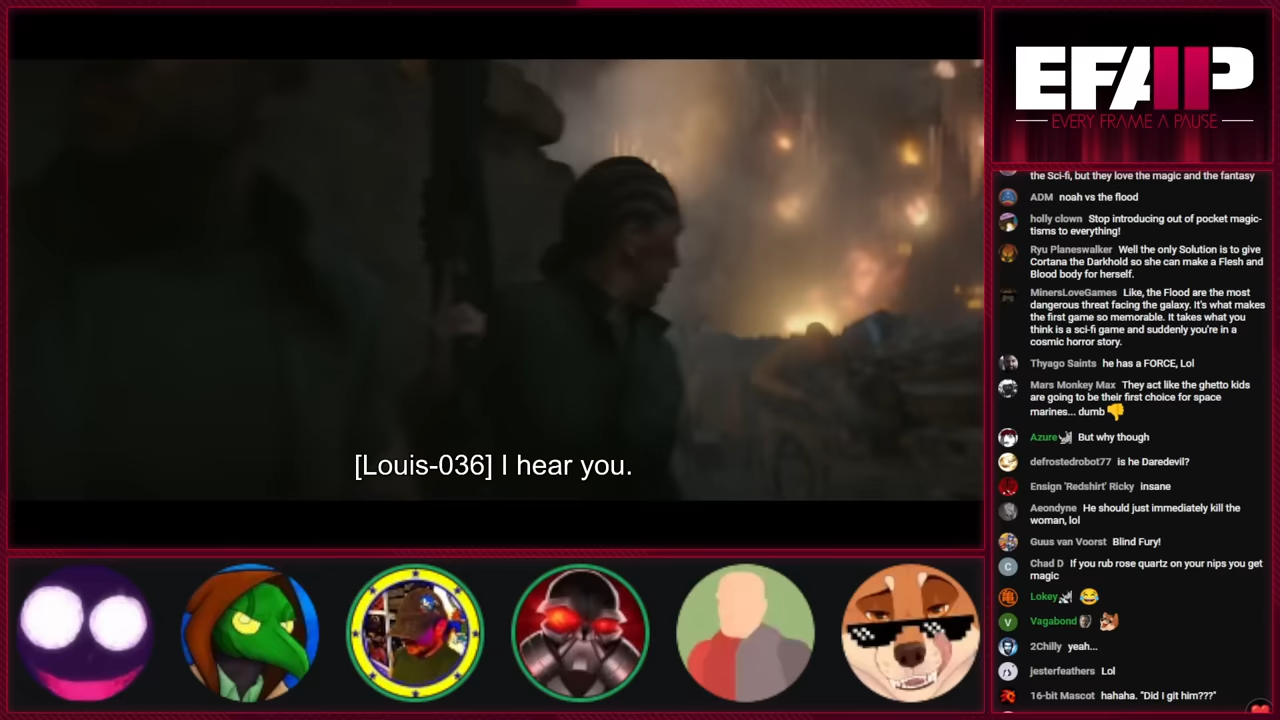 [Louis-036] I hear you.
EFAP
EVERY FRAME A PAUSE
the Sci-fi, but they love the magic and the fantasy
ADM noah vs the flood
holly clown Stop introducing out of pocket magic-
tisms to everything!
Ryu Planeswalker Well the only Solution is to give
Cortana the Darkhold so she can make a Flesh and
Blood body for herself.
MinersLoveGames Like, the Flood are the most
dangerous threat facing the galaxy. It's what makes
the first game so memorable. It takes what you
think is a sci-fi game and suddenly you're in a
cosmic horror story.
Thyago Saints he has a FORCE, Lol
Mars Monkey Max They act like the ghetto kids
are going to be their first choice for space
marines... dumb👎
Azure But why though
defrostedrobot77 is he Daredevil?
Ensign 'Redshirt' Ricky insane
Aeondyne He should just immediately kill the
woman, lol
Guus van Voorst Blind Fury!
C
Chad D If you rub rose quartz on your nips you get
magic
Lokey 😂
V
Vagabond
2Chilly yeah...
jesterfeathers Lol
16-bit Mascot hahaha. "Did I git him???"